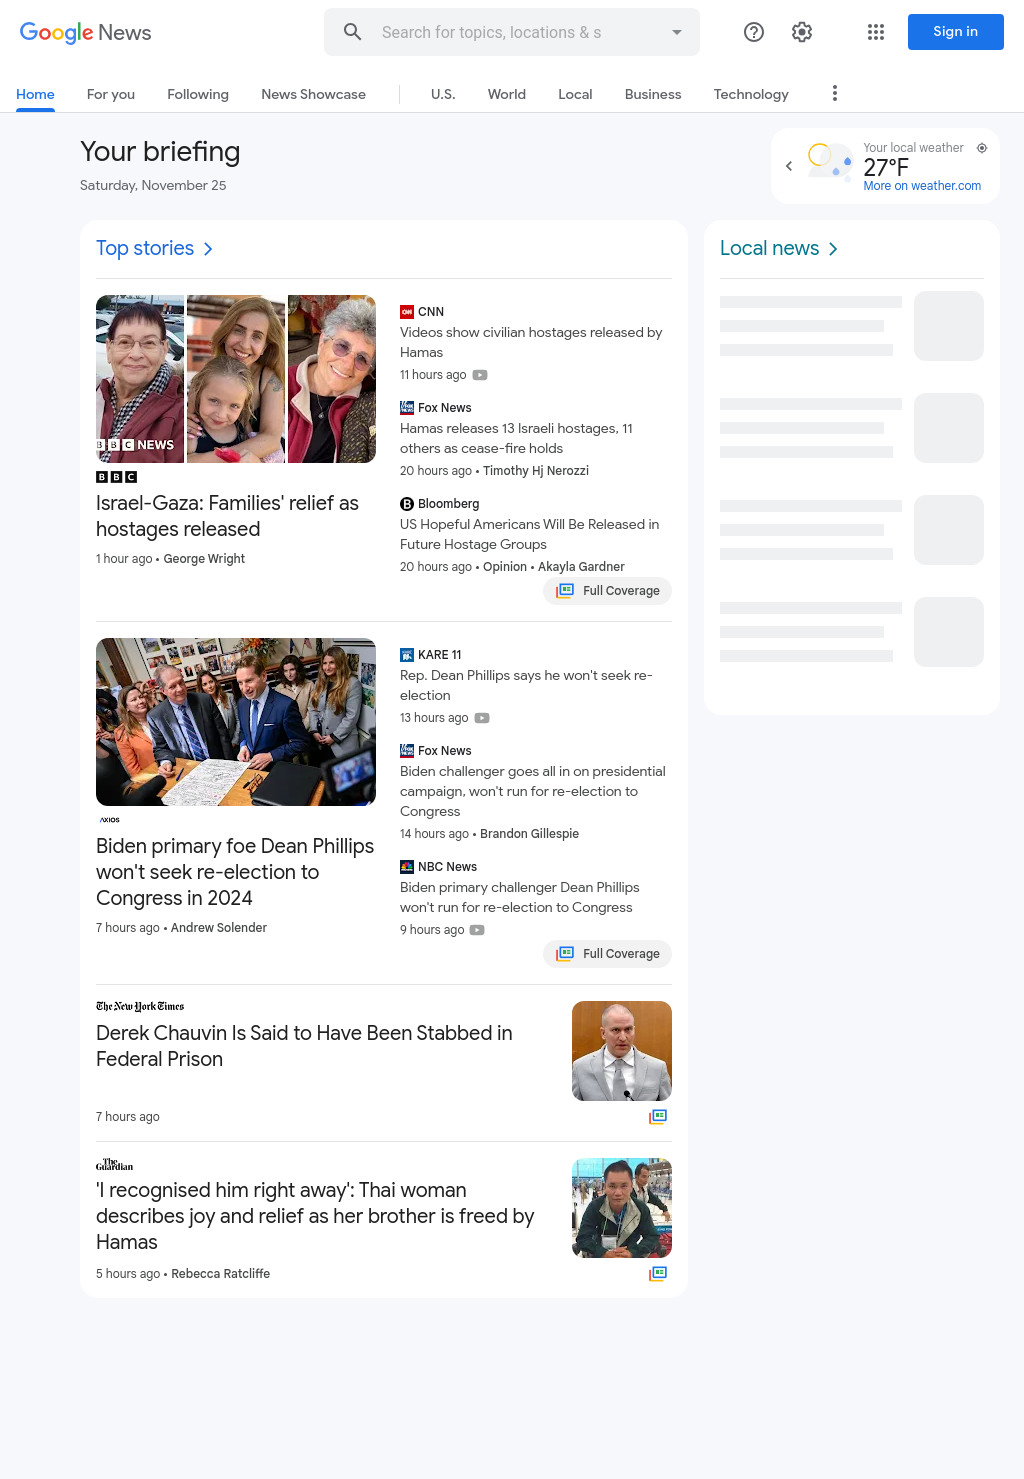 Google News
Search for topics, locations & s
Sign in
Home
For you
Following
News Showcase
U.S.
World
Local
Business
Technology
Your briefing
Saturday, November 25
Your local weather
27°F
More on weather.com
Top stories
BBC NEWS
BBC
Israel-Gaza: Families' relief as
hostages released
1 hour ago • George Wright
CNN
Videos show civilian hostages released by
Hamas
11 hours ago
Fox News
Hamas releases 13 Israeli hostages, 11
others as cease-fire holds
20 hours ago • Timothy Hj Nerozzi
Bloomberg
US Hopeful Americans Will Be Released in
Future Hostage Groups
20 hours ago • Opinion • Akayla Gardner
Full Coverage
AXIOS
Biden primary foe Dean Phillips
won't seek re-election to
Congress in 2024
7 hours ago • Andrew Solender
KARE 11
Rep. Dean Phillips says he won't seek re-
election
13 hours ago
Fox News
Biden challenger goes all in on presidential
campaign, won't run for re-election to
Congress
14 hours ago • Brandon Gillespie
NBC News
Biden primary challenger Dean Phillips
won't run for re-election to Congress
9 hours ago
Full Coverage
The New York Times
Derek Chauvin Is Said to Have Been Stabbed in
Federal Prison
7 hours ago
The
Guardian
'I recognised him right away': Thai woman
describes joy and relief as her brother is freed by
Hamas
5 hours ago • Rebecca Ratcliffe
Local news